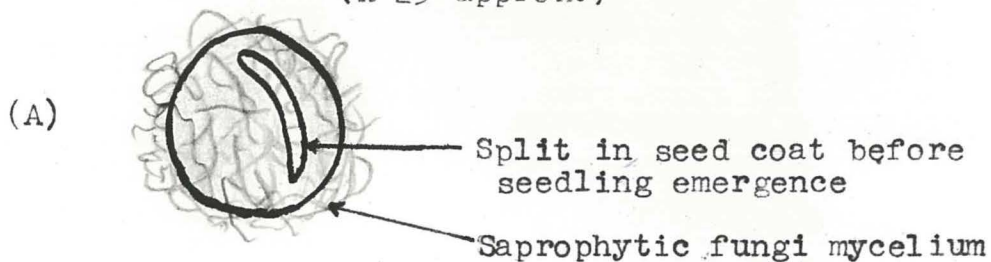 (A)
Split in seed coat before
seedling emergence
Saprophytic fungi mycelium